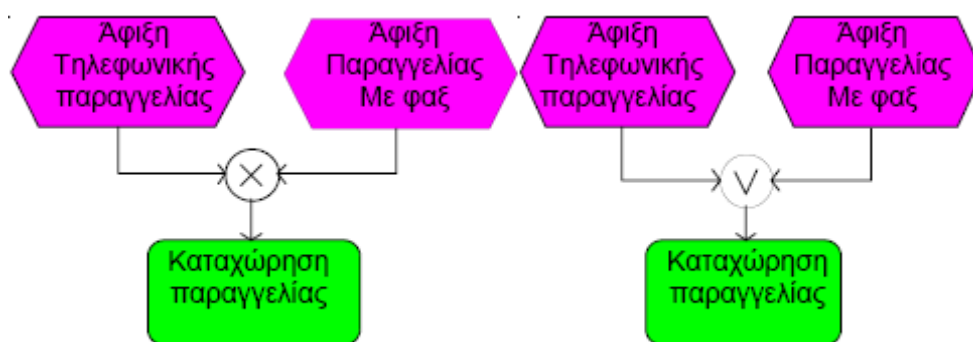 Άφιξη
Τηλεφωνικής
παραγγελίας
Άφιξη
Παραγγελίας
Με φαξ
Άφιξη
Τηλεφωνικής
παραγγελίας
Άφιξη
Παραγγελίας
Με φαξ
X
V
Καταχώρηση
παραγγελίας
Καταχώρηση
παραγγελίας